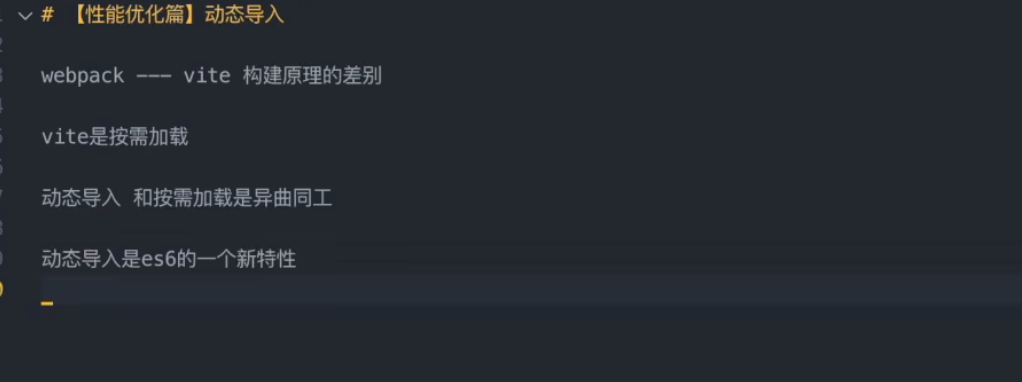 # 【性能优化篇】动态导入
webpack --- vite 构建原理的差别
vite是按需加载
动态导入 和按需加载是异曲同工
动态导入是es6的一个新特性